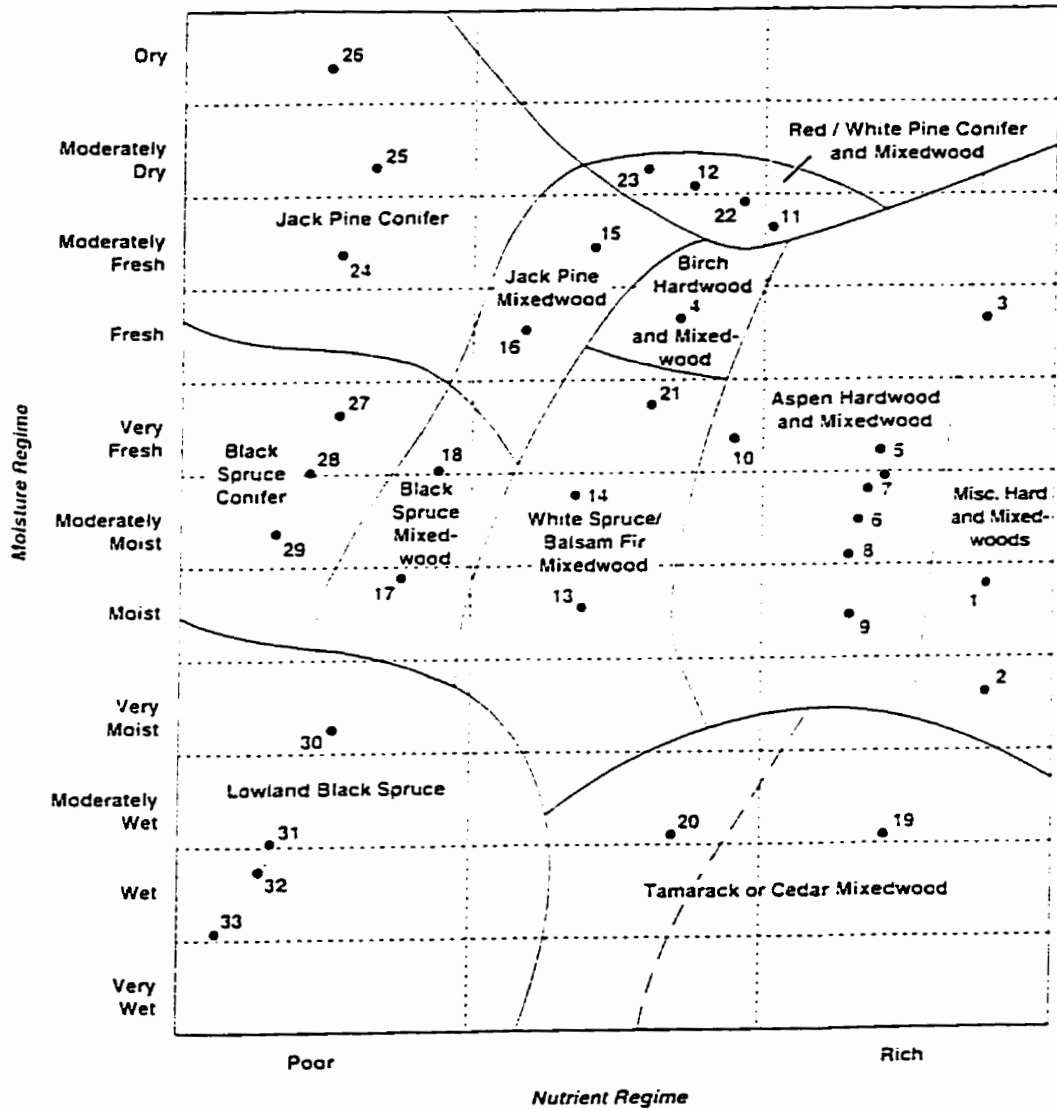 Dry
26
Moderately
Dry
25
23
12
22
11
Red / White Pine Conifer
and Mixedwood
Jack Pine Conifer
Moderately
Fresh
24
15
Jack Pine
Mixedwood
Birch
Hardwood
4
and Mixed-
wood
3
Fresh
16
27
21
Aspen Hardwood
and Mixedwood
Very
Fresh
Black
Spruce
Conifer
28
18
10
5
7
Moderately
Moist
29
Black
Spruce
Mixed-
wood
14
White Spruce/
Balsam Fir
Mixedwood
6
8
Misc. Hard
and Mixed-
woods
Moist
17
13
9
1
Very
Moist
30
2
Moderately
Wet
Lowland Black Spruce
31
20
19
Wet
32
33
Tamarack or Cedar Mixedwood
Very
Wet
Moisture Regime
Poor
Rich
Nutrient Regime